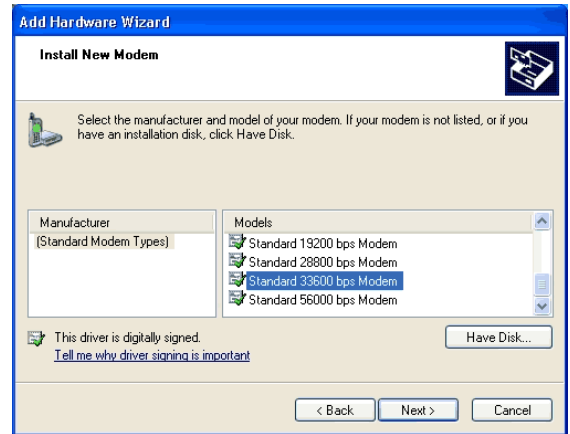 Add Hardware Wizard
Install New Modem
Select the manufacturer and model of your modem. If your modem is not listed, or if you
have an installation disk, click Have Disk.
Manufacturer
(Standard Modem Types)
Models
Standard 19200 bps Modem
Standard 28800 bps Modem
Standard 33600 bps Modem
Standard 56000 bps Modem
This driver is digitally signed.
Tell me why driver signing is important
Have Disk...
< Back
Next >
Cancel